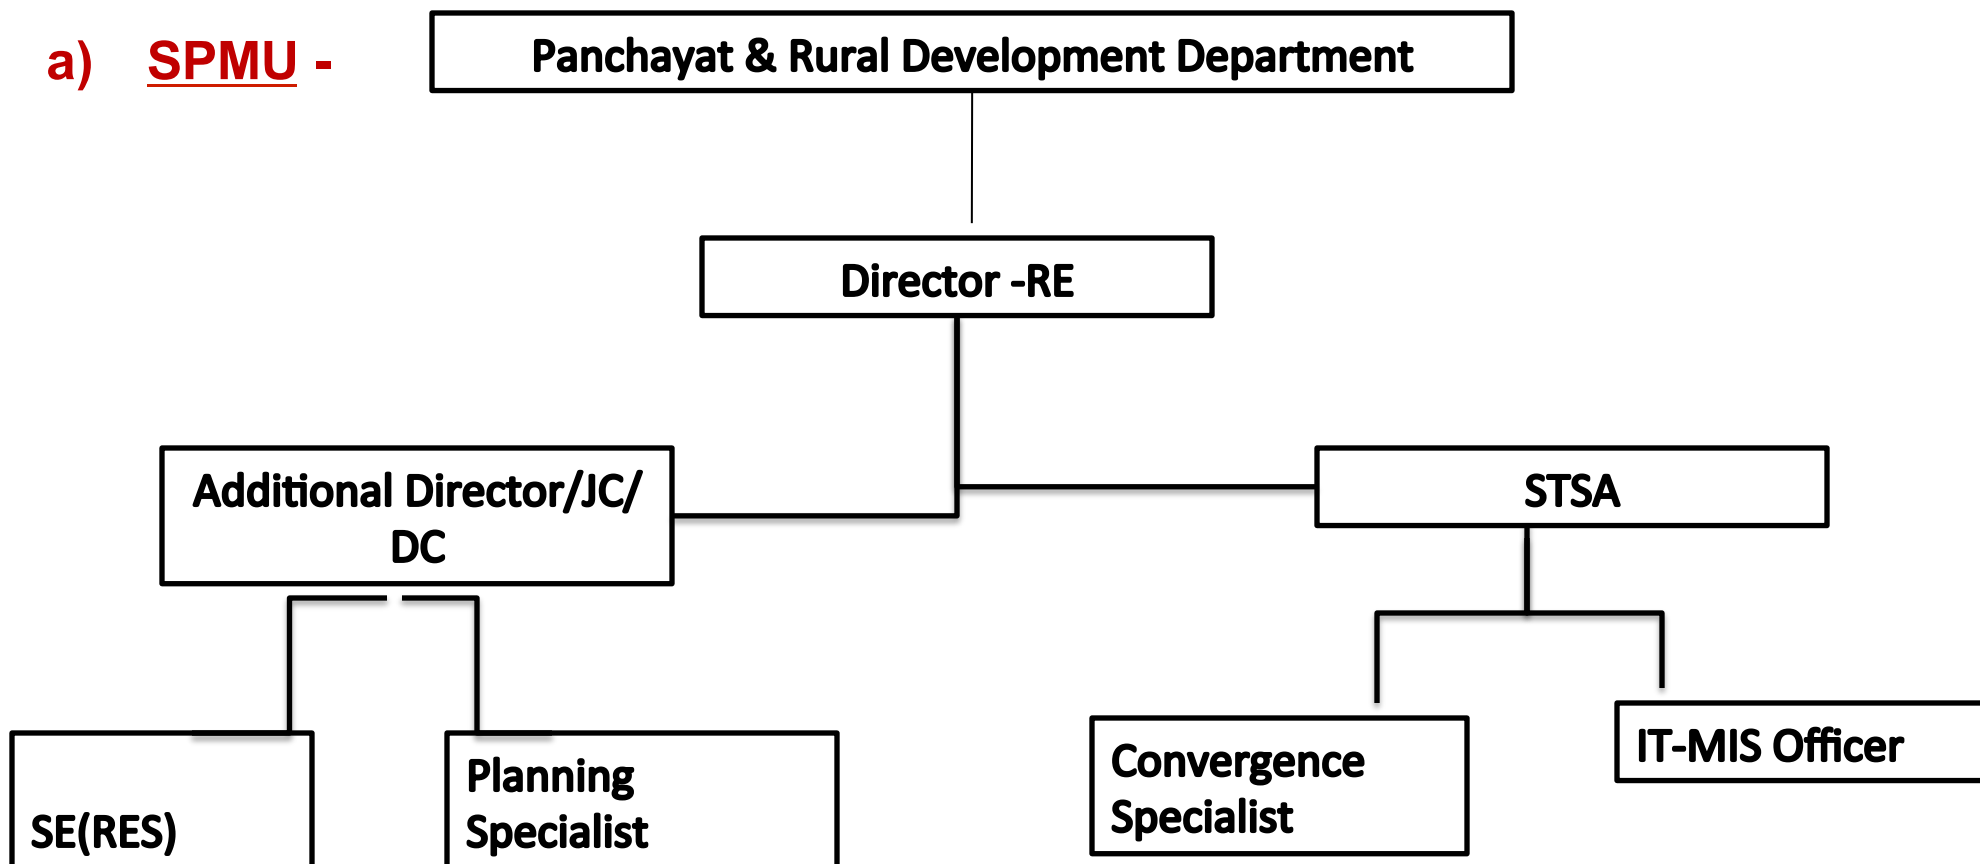 a) SPMU -
Panchayat & Rural Development Department
Director -RE
Additional Director/JC/
DC
STSA
SE(RES)
Planning
Specialist
Convergence
Specialist
IT-MIS Officer